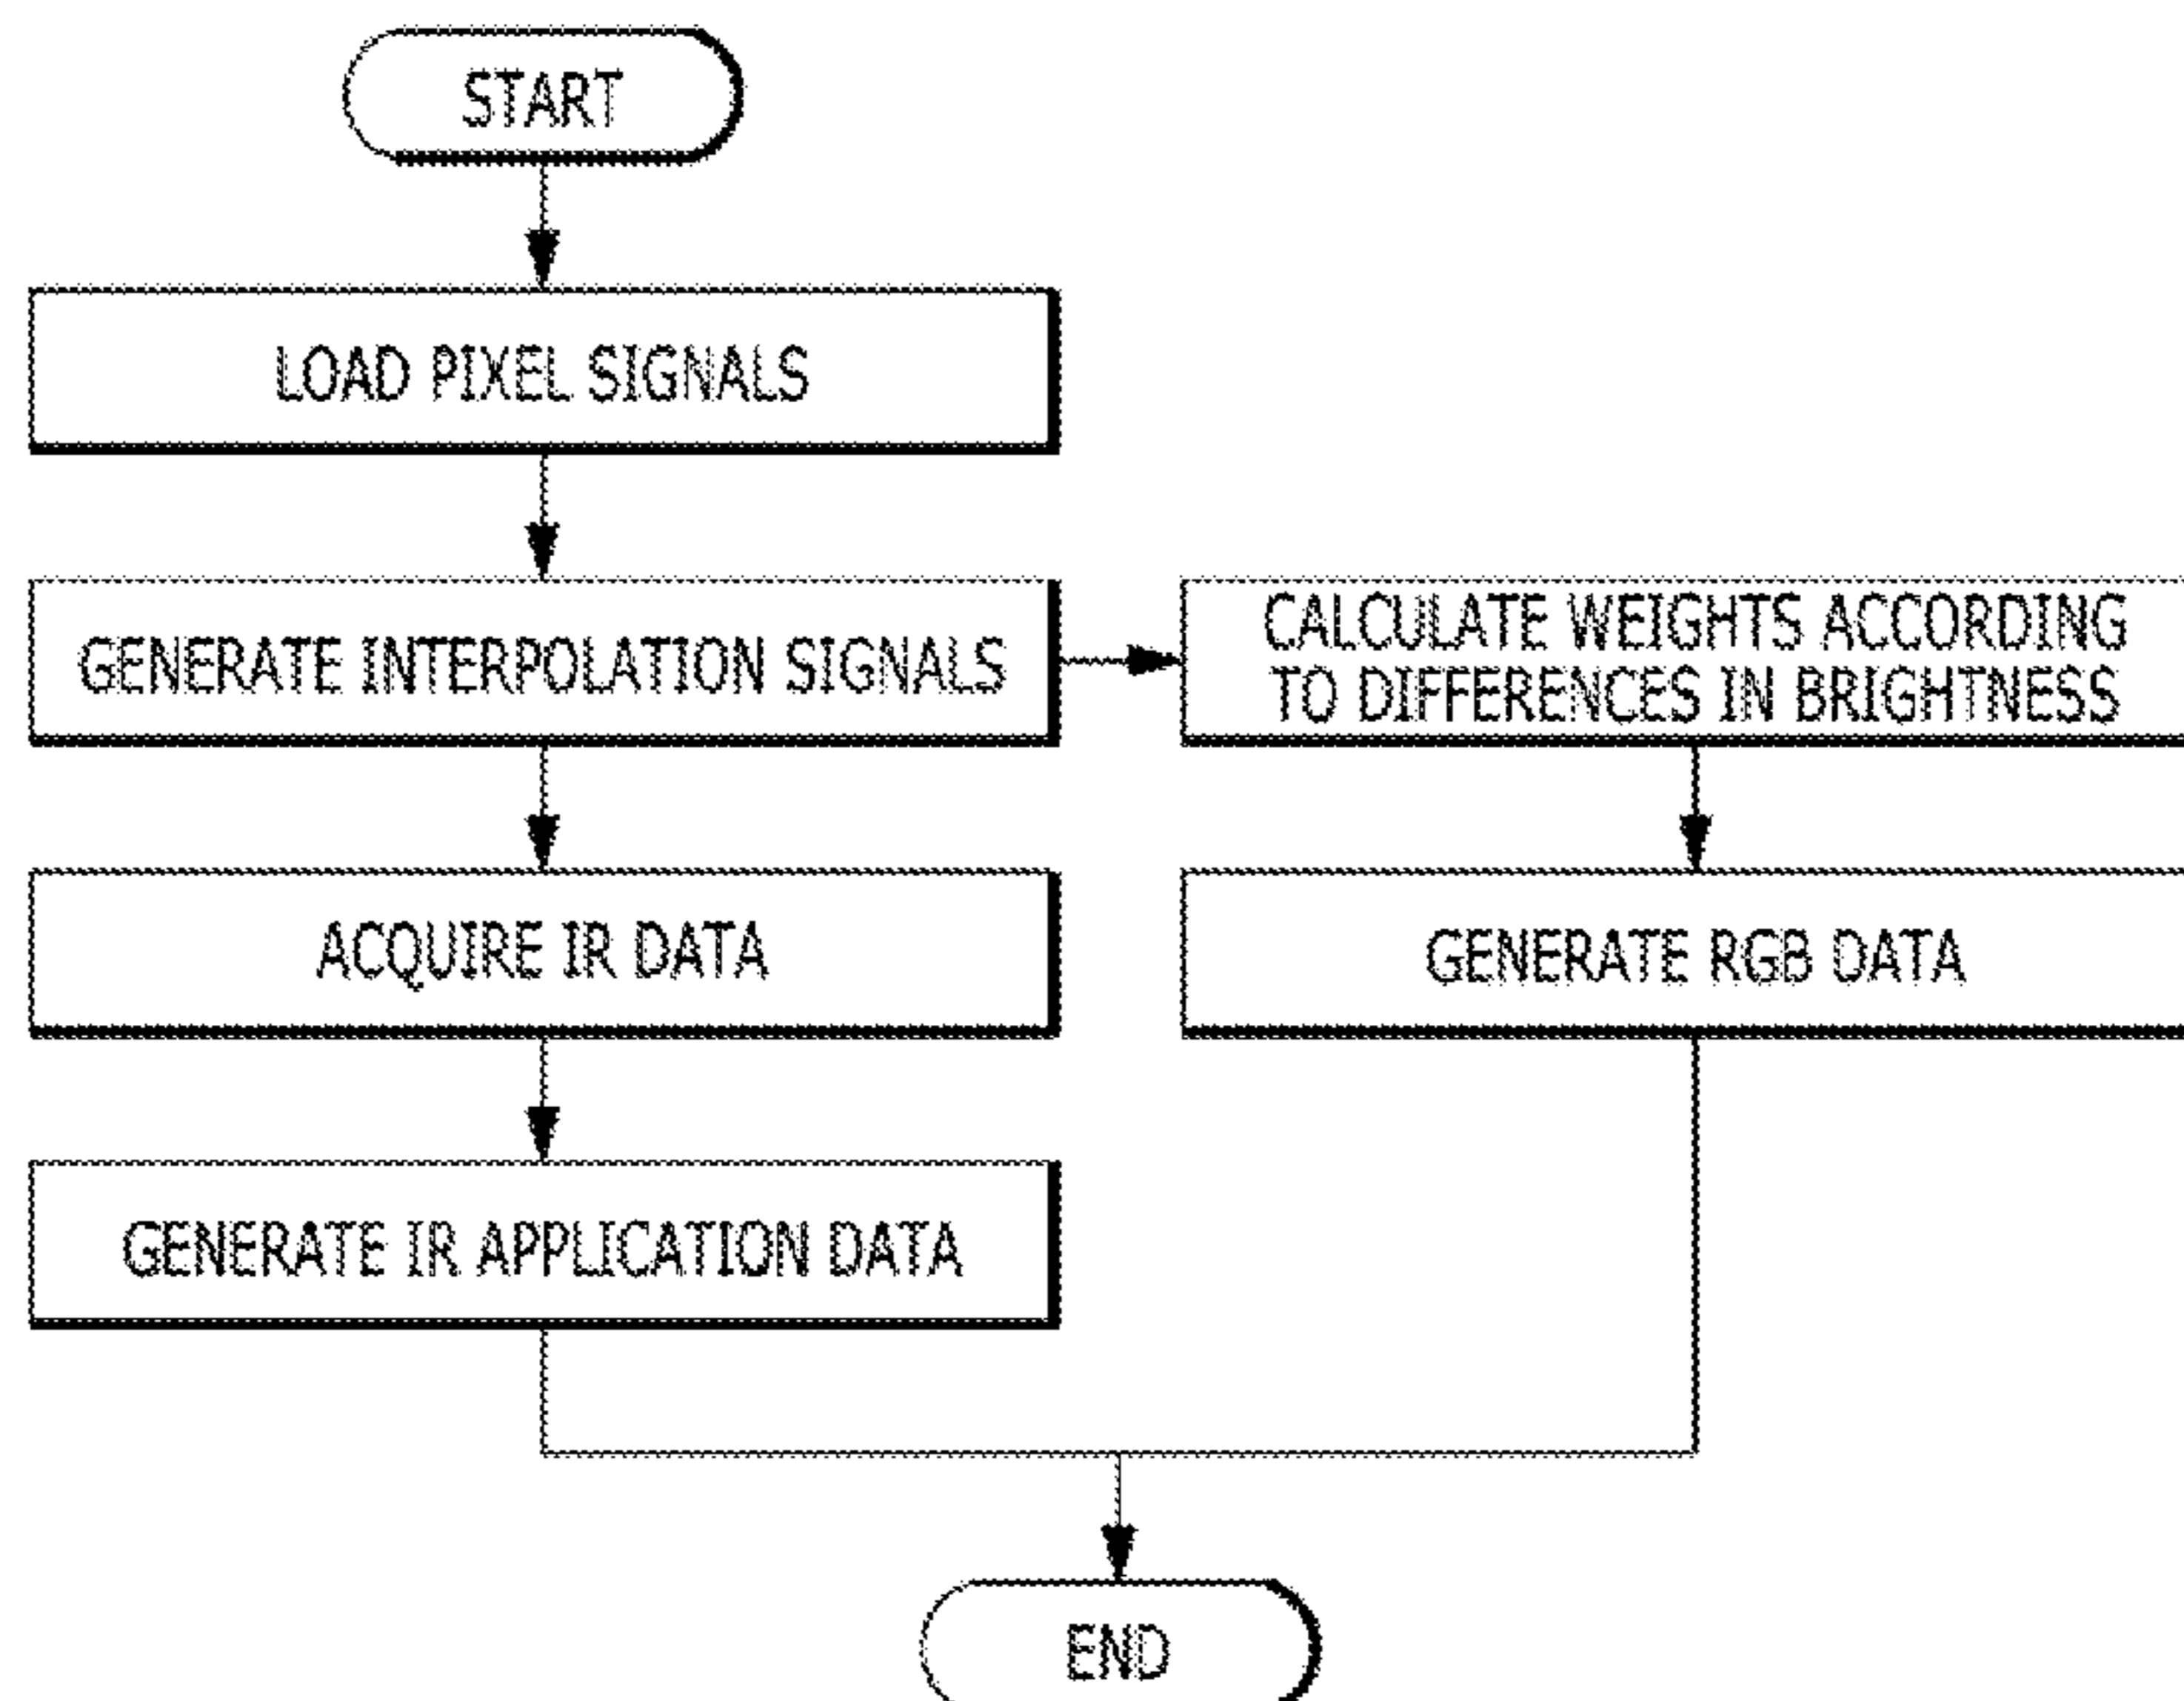 START
LOAD PIXEL SIGNALS
GENERATE INTERPOLATION SIGNALS
CALCULATE WEIGHTS ACCORDING
TO DIFFERENCES IN BRIGHTNESS
ACQUIRE IR DATA
GENERATE RGB DATA
GENERATE IR APPLICATION DATA
END